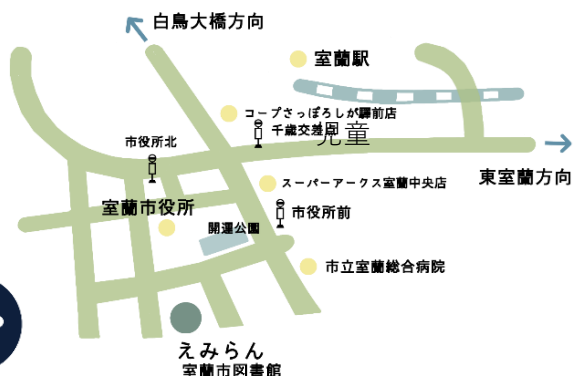 白鳥大橋方向
室蘭駅
コープさっぽろしが驛前店
千歳交差点
児童
市役所北
スーパーアークス室蘭中央店
東室蘭方向
室蘭市役所
市役所前
開運公園
市立室蘭総合病院
えみらん
室蘭市図書館